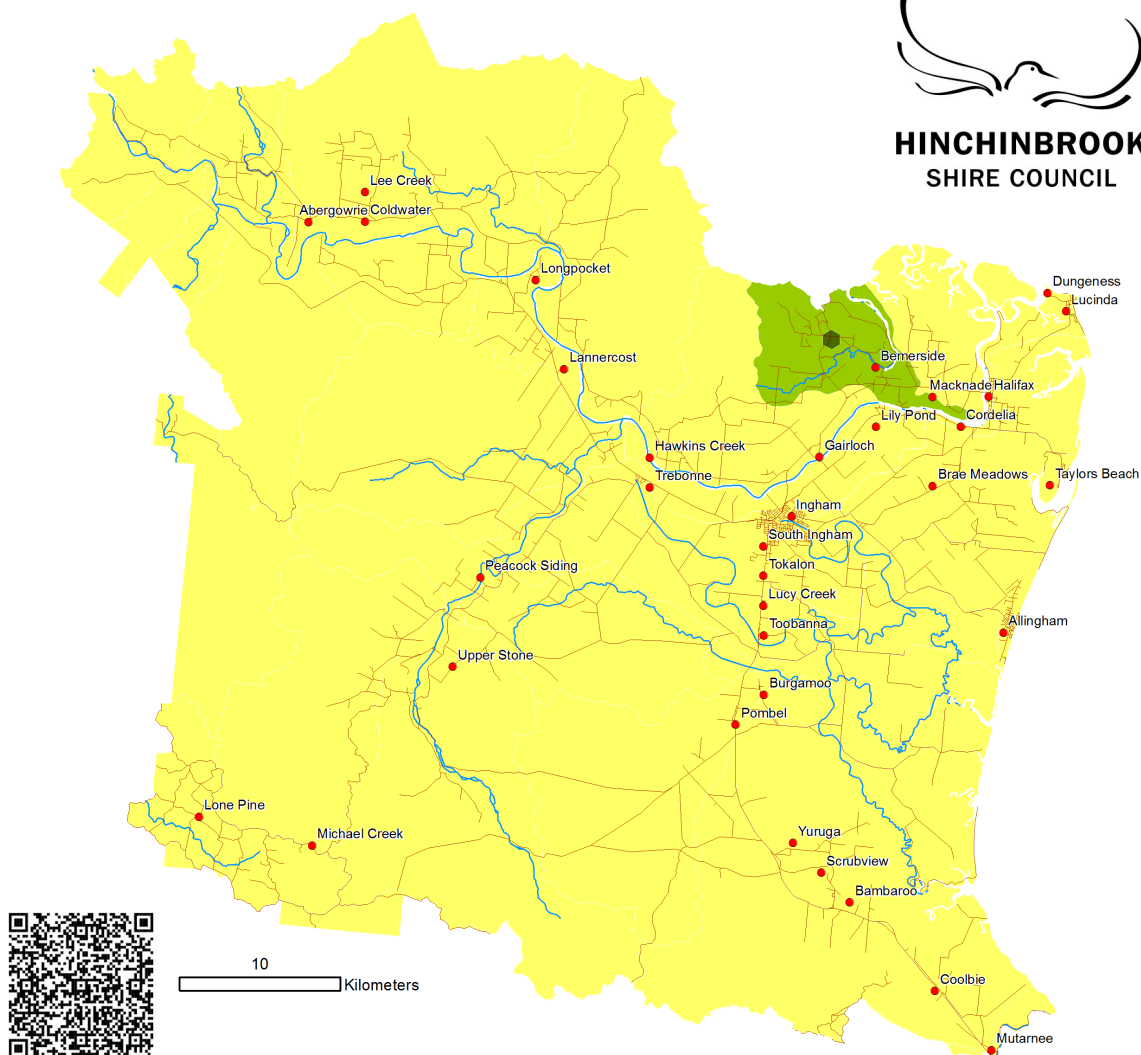 HINCHINBROOK
SHIRE COUNCIL
Lee Creek
Abergowrie
Coldwater
Longpocket
Dungeness
Lucinda
Lannercost
Bemerside
Macknade
Halifax
Lily Pond
Cordelia
Hawkins Creek
Gairloch
Trebonne
Brae Meadows
Taylors Beach
Ingham
South Ingham
Peacock Siding
Tokalon
Lucy Creek
Allingham
Toobanna
Upper Stone
Burgamoo
Pombel
Lone Pine
Michael Creek
Yuruga
Scrubview
Bambaroo
10
Kilometers
Coolbie
Mutarnee